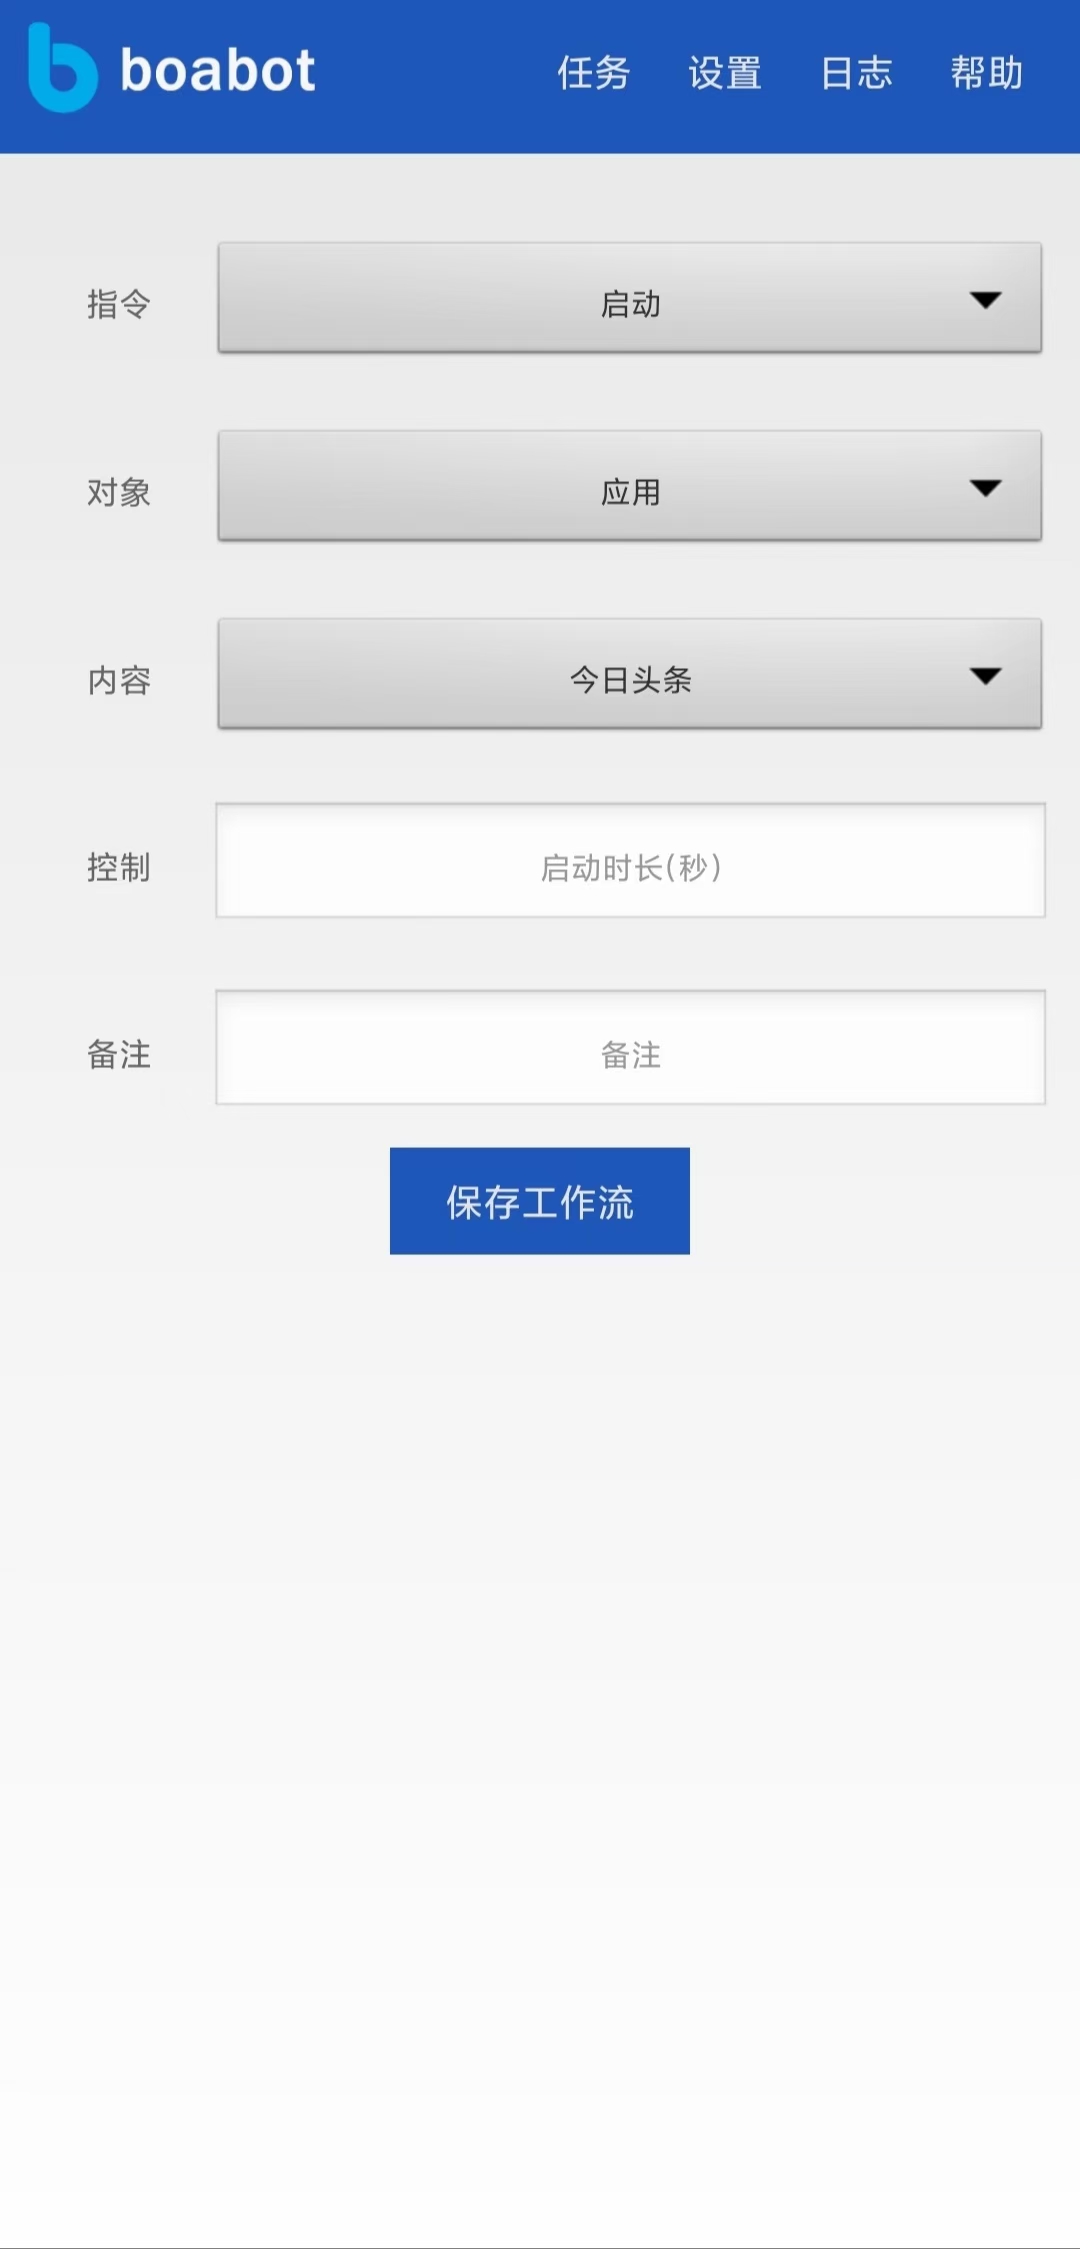 boabot 任务 设置 日志 帮助
指令 启动
对象 应用
内容 今日头条
控制 启动时长(秒)
备注 备注
保存工作流